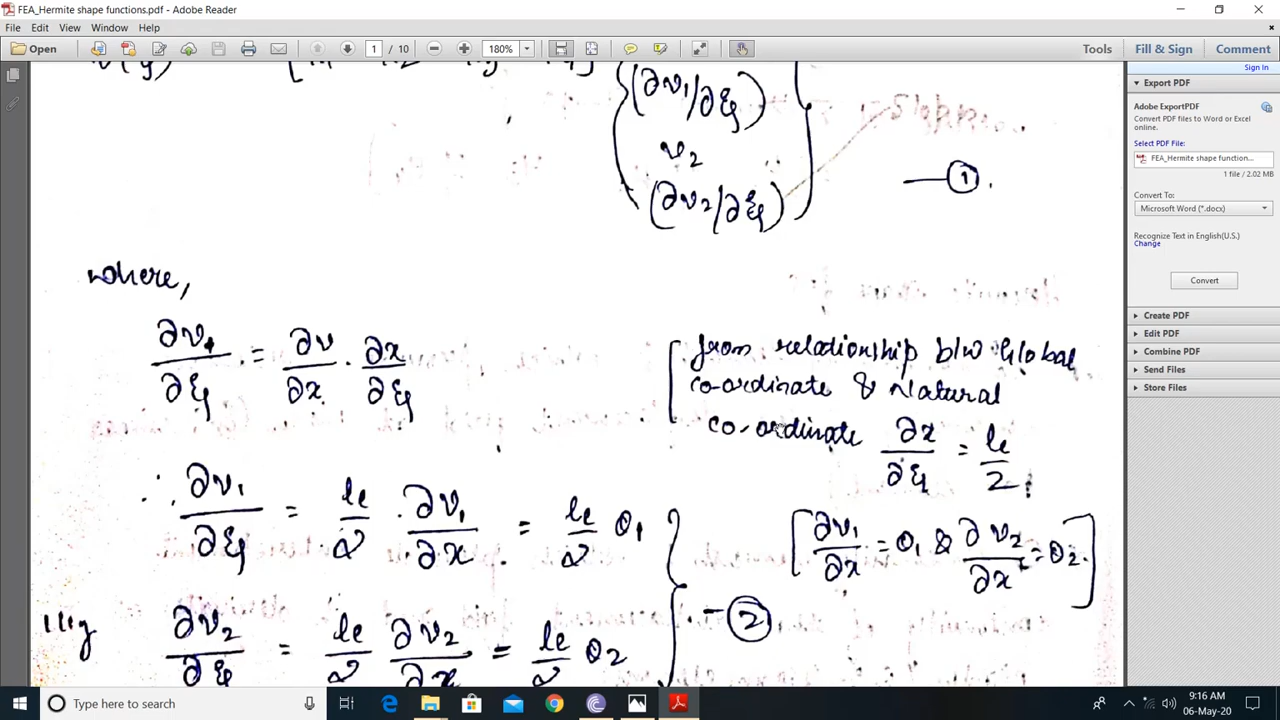 FEA_Hermite shape functions.pdf - Adobe Reader
File Edit View Window Help
Open 1 / 10 180% Tools Fill & Sign Comment
Sign In
Export PDF
Adobe ExportPDF
Convert PDF files to Word or Excel
online.
Select PDF File:
FEA_Hermite shape function...
1 file / 2.02 MB
Convert To:
Microsoft Word (*.docx)
Recognize Text in English(U.S.)
Change
Convert
Create PDF
Edit PDF
Combine PDF
Send Files
Store Files
(∂v1/∂ξ)
v2
(∂v2/∂ξ)
— ①.
where,
∂v1/∂ξ = ∂v/∂x · ∂x/∂ξ
[from relationship b/w Global
co-ordinate & Natural
co-ordinate ∂x/∂ξ = le/2
∴ ∂v1/∂ξ = le/2 · ∂v1/∂x = le/2 θ1
[∂v1/∂x = θ1 & ∂v2/∂x = θ2]
llly ∂v2/∂ξ = le/2 ∂v2/∂x = le/2 θ2
} - ②
Type here to search
9:16 AM
06-May-20